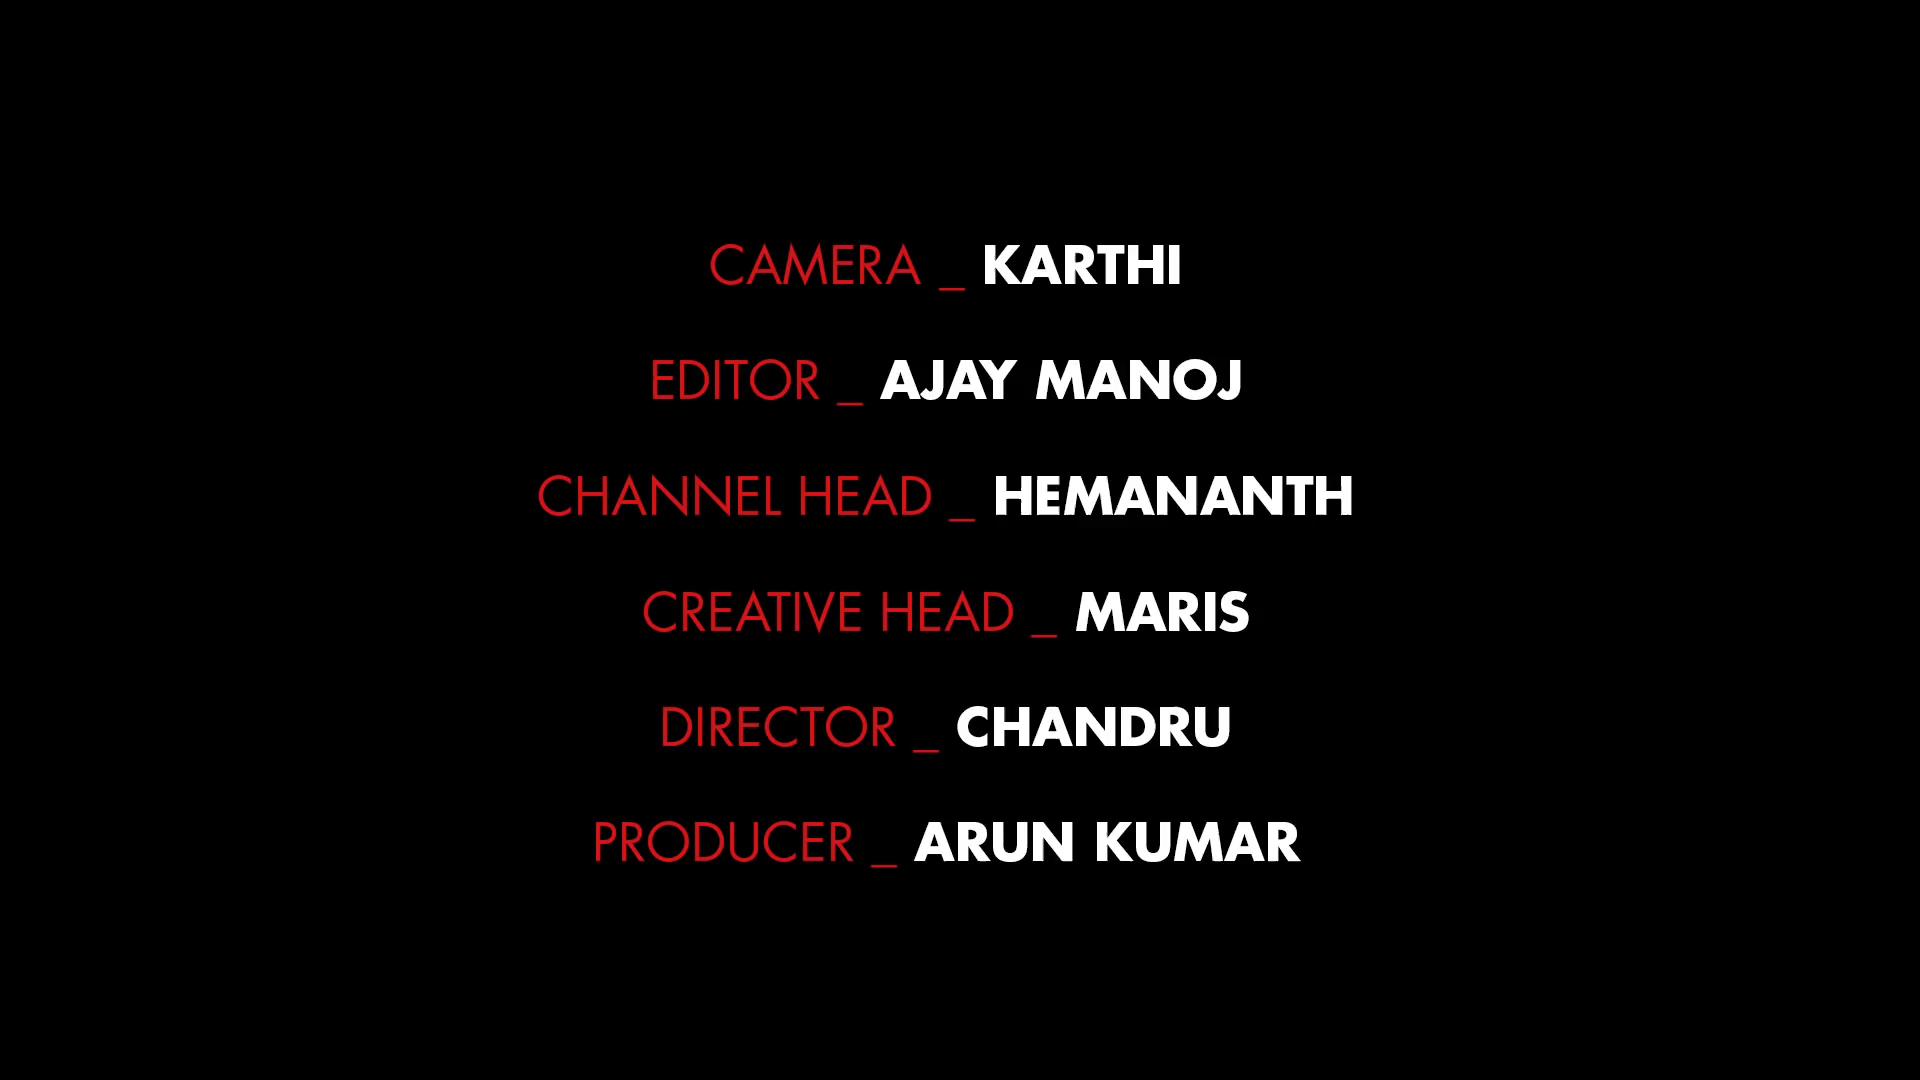 CAMERA _ KARTHI
EDITOR _ AJAY MANOJ
CHANNEL HEAD _ HEMANANTH
CREATIVE HEAD _ MARIS
DIRECTOR _ CHANDRU
PRODUCER _ ARUN KUMAR